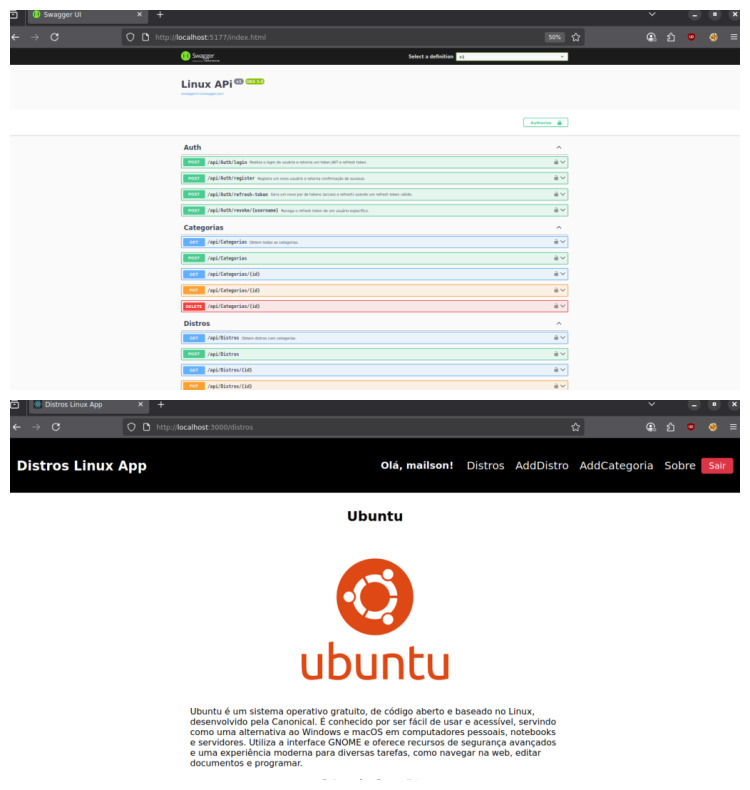 Swagger UI
http://localhost:5177/index.html
50%
Swagger
Select a definition
v1
Linux APi
Authorize
Auth
POST /api/Auth/login Realiza o login do usuário e retorna um token JWT e refresh token.
POST /api/Auth/register Registra um novo usuário e retorna confirmação de sucesso.
POST /api/Auth/refresh-token Gera um novo par de tokens (acesso e refresh) usando um refresh token válido.
POST /api/Auth/revoke/{username} Revoga o refresh token de um usuário específico.
Categorias
GET /api/Categorias Obtem todas as categorias.
POST /api/Categorias
GET /api/Categorias/{id}
PUT /api/Categorias/{id}
DELETE /api/Categorias/{id}
Distros
GET /api/Distros Obtem distros com categorias.
POST /api/Distros
GET /api/Distros/{id}
PUT /api/Distros/{id}
Distros Linux App
http://localhost:3000/distros
Distros Linux App
Olá, mailson! Distros AddDistro AddCategoria Sobre Sair
Ubuntu
ubuntu
Ubuntu é um sistema operativo gratuito, de código aberto e baseado no Linux,
desenvolvido pela Canonical. É conhecido por ser fácil de usar e acessível, servindo
como uma alternativa ao Windows e macOS em computadores pessoais, notebooks
e servidores. Utiliza a interface GNOME e oferece recursos de segurança avançados
e uma experiência moderna para diversas tarefas, como navegar na web, editar
documentos e programar.